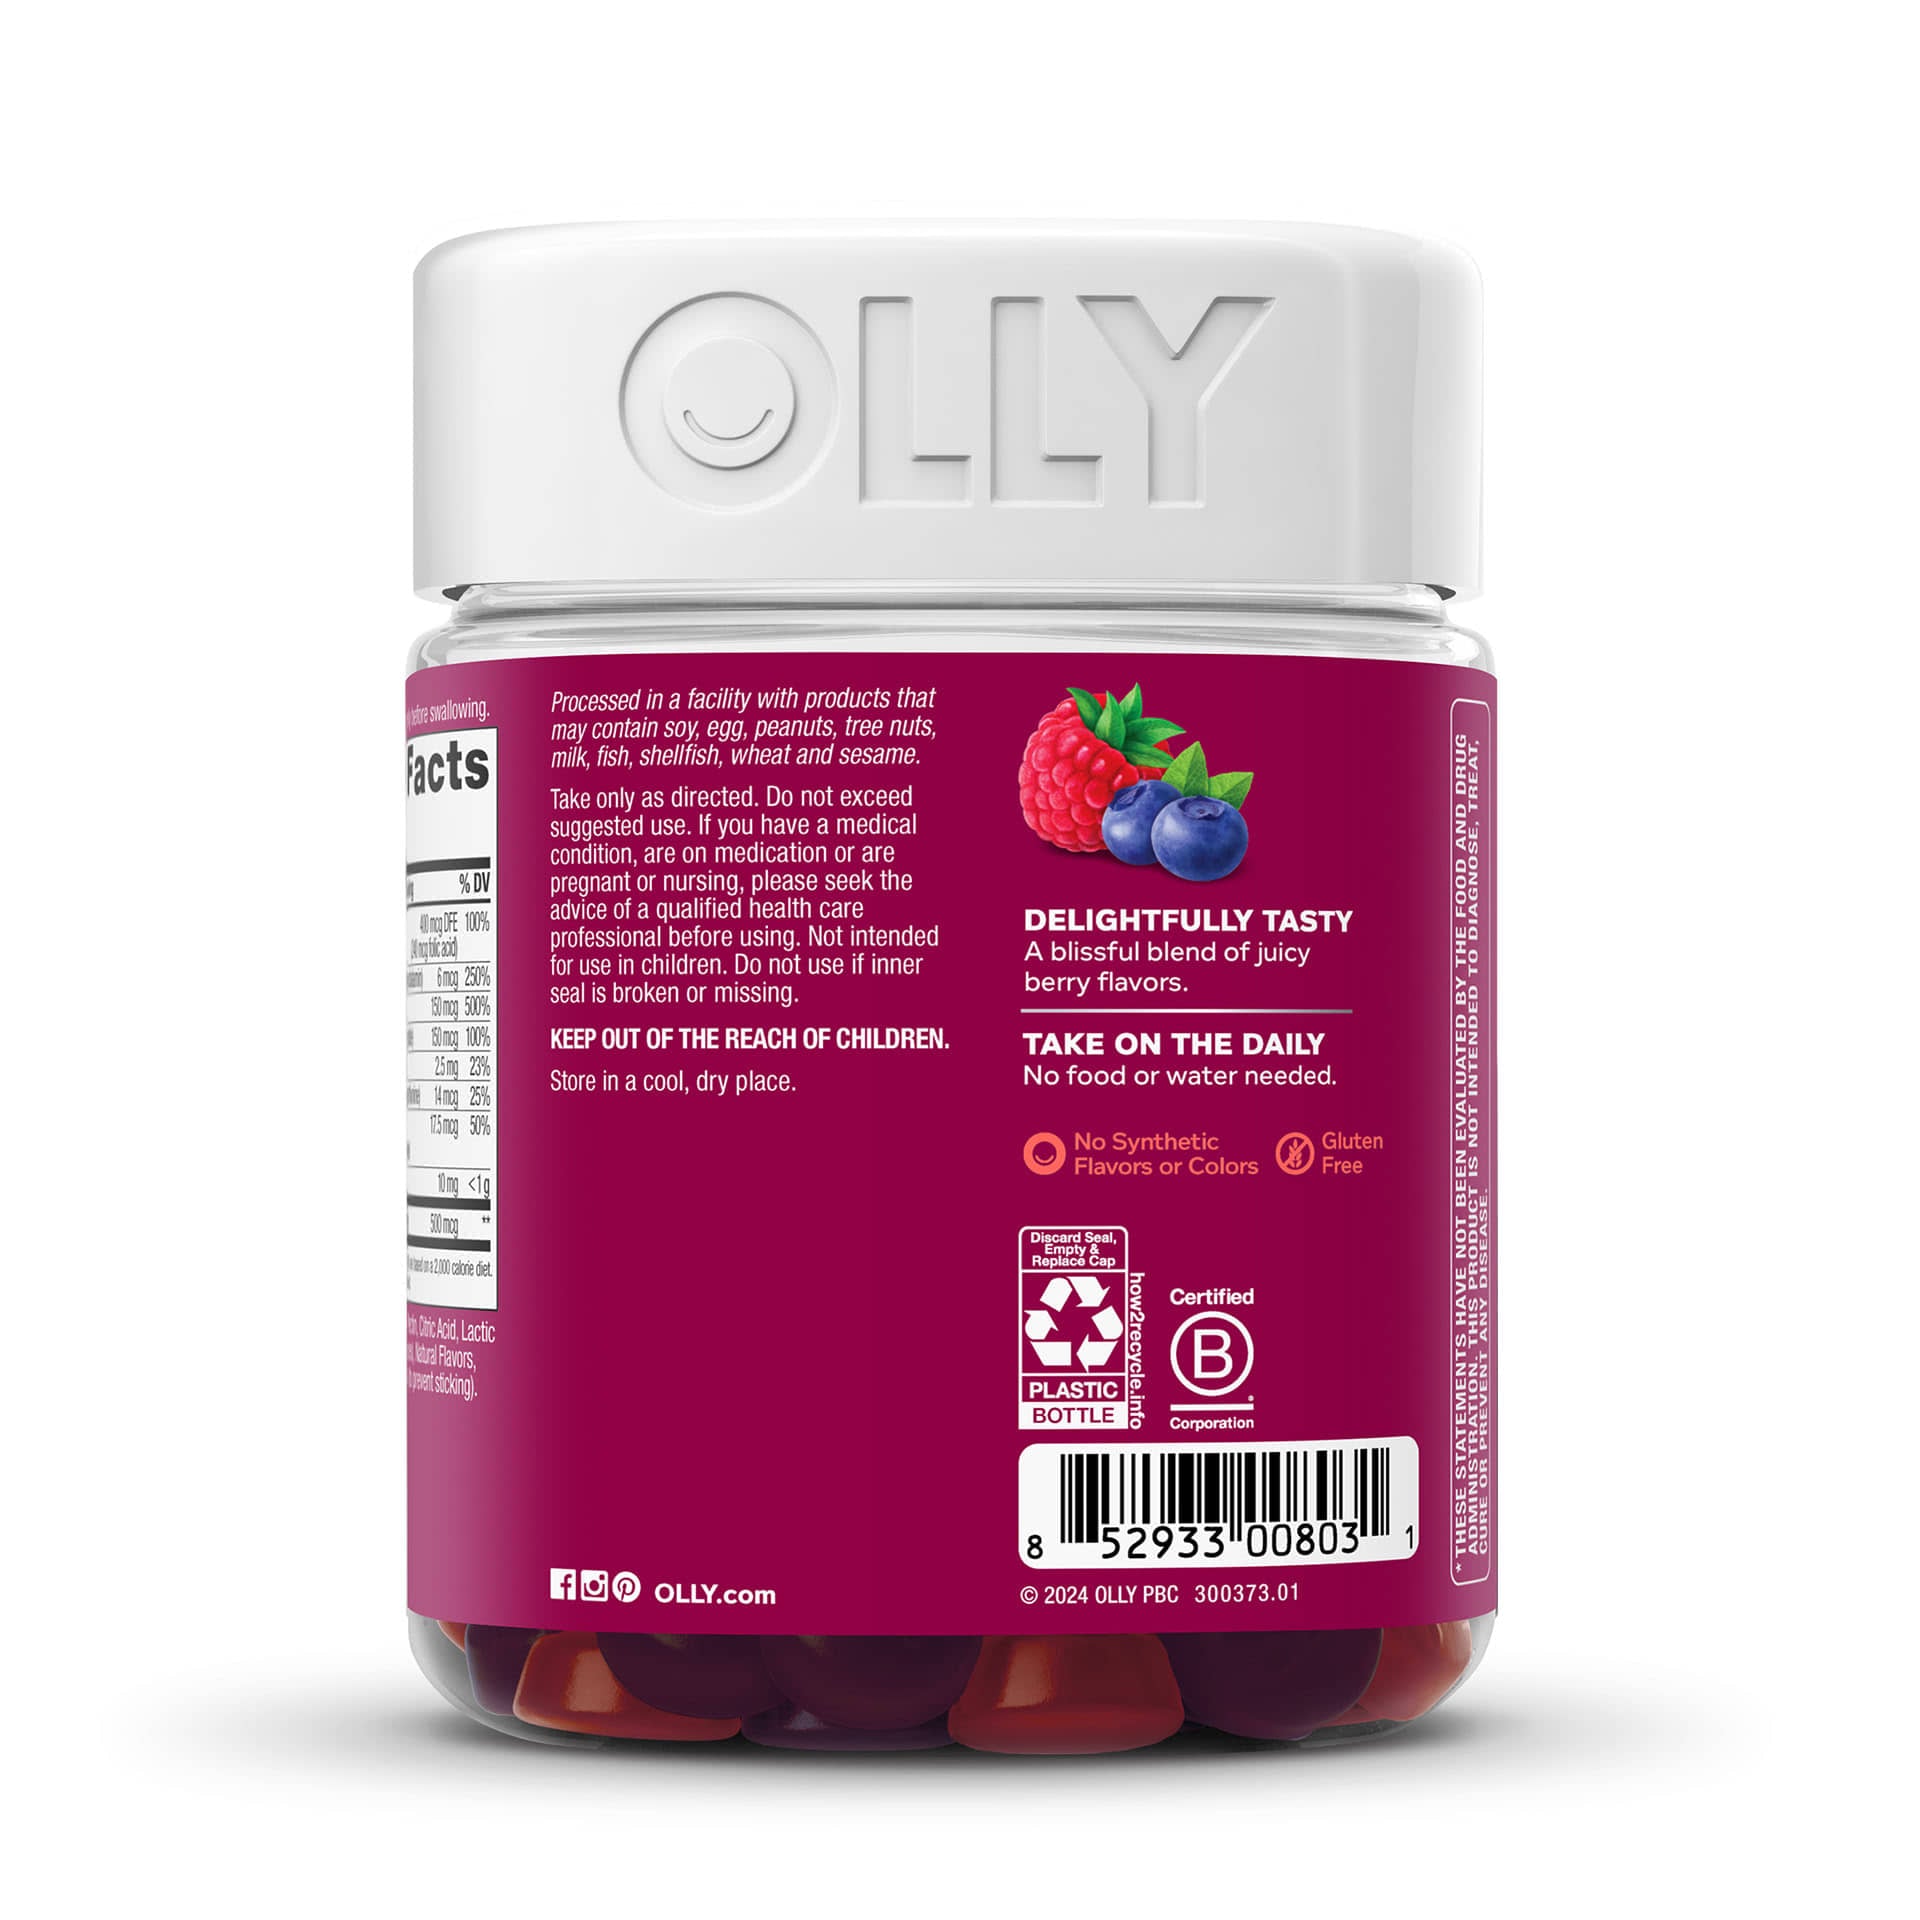 OLLY
before swallowing.
Facts
% DV
400 mcg DFE 100%
mcg folic acid)
6 mcg 250%
150 mcg 500%
150 mcg 100%
2.5 mg 23%
14 mcg 25%
17.5 mcg 50%
10 mg <1 g
500 mcg **
based on a 2,000 calorie diet.
Citric Acid, Lactic
Natural Flavors,
prevent sticking).
Processed in a facility with products that
may contain soy, egg, peanuts, tree nuts,
milk, fish, shellfish, wheat and sesame.
Take only as directed. Do not exceed
suggested use. If you have a medical
condition, are on medication or are
pregnant or nursing, please seek the
advice of a qualified health care
professional before using. Not intended
for use in children. Do not use if inner
seal is broken or missing.
KEEP OUT OF THE REACH OF CHILDREN.
Store in a cool, dry place.
OLLY.com
DELIGHTFULLY TASTY
A blissful blend of juicy
berry flavors.
TAKE ON THE DAILY
No food or water needed.
No Synthetic
Flavors or Colors
Gluten
Free
Discard Seal,
Empty &
Replace Cap
PLASTIC
BOTTLE
how2recycle.info
Certified
B
Corporation
8 52933 00803 1
© 2024 OLLY PBC 300373.01
* THESE STATEMENTS HAVE NOT BEEN EVALUATED BY THE FOOD AND DRUG
ADMINISTRATION. THIS PRODUCT IS NOT INTENDED TO DIAGNOSE, TREAT,
CURE OR PREVENT ANY DISEASE.